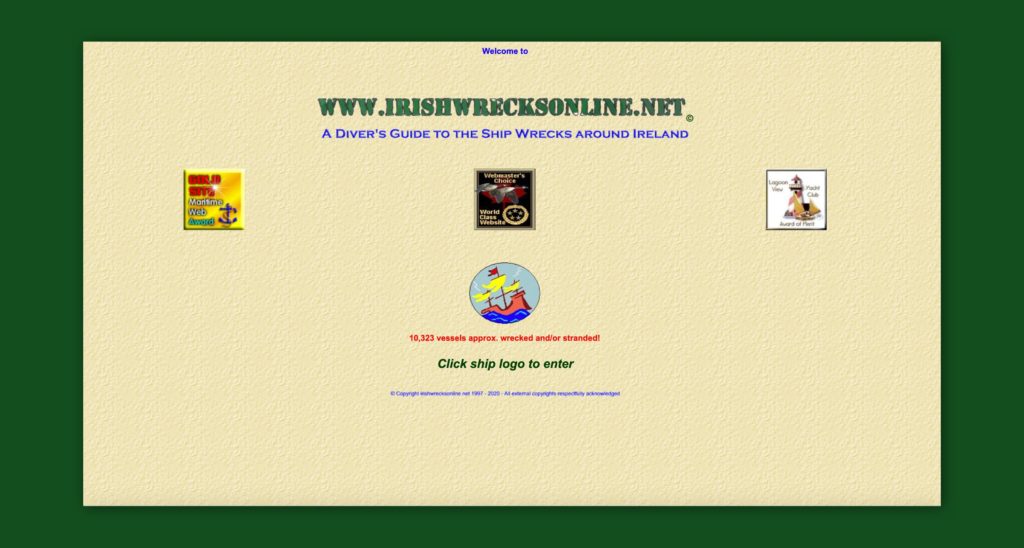 Welcome to
WWW.IRISHWRECKSONLINE.NET©
A Diver's Guide to the Ship Wrecks around Ireland
Maritime
Web
Award
Webmaster's
Choice
World
Class
Website
Lagoon
View
Yacht
Club
Award of Merit
10,323 vessels approx. wrecked and/or stranded!
Click ship logo to enter
© Copyright irishwrecksonline.net 1997 - 2020 - All external copyrights respectfully acknowledged